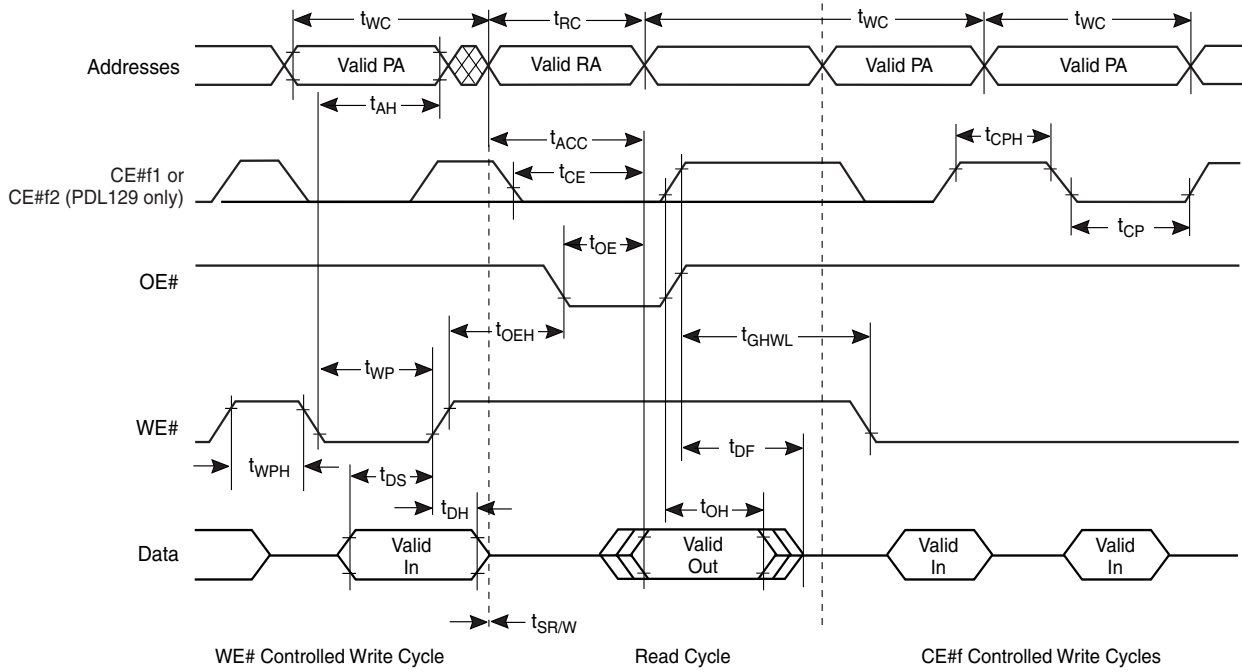 tWC tRC tWC tWC
Addresses Valid PA Valid RA Valid PA Valid PA
tAH
tACC
tCPH
CE#f1 or
CE#f2 (PDL129 only)
tCE
tCP
tOE
OE#
tOEH
tGHWL
tWP
WE#
tDF
tWPH
tDS
tDH
tOH
Data
Valid
In
Valid
Out
Valid
In
Valid
In
tSR/W
WE# Controlled Write Cycle Read Cycle CE#f Controlled Write Cycles